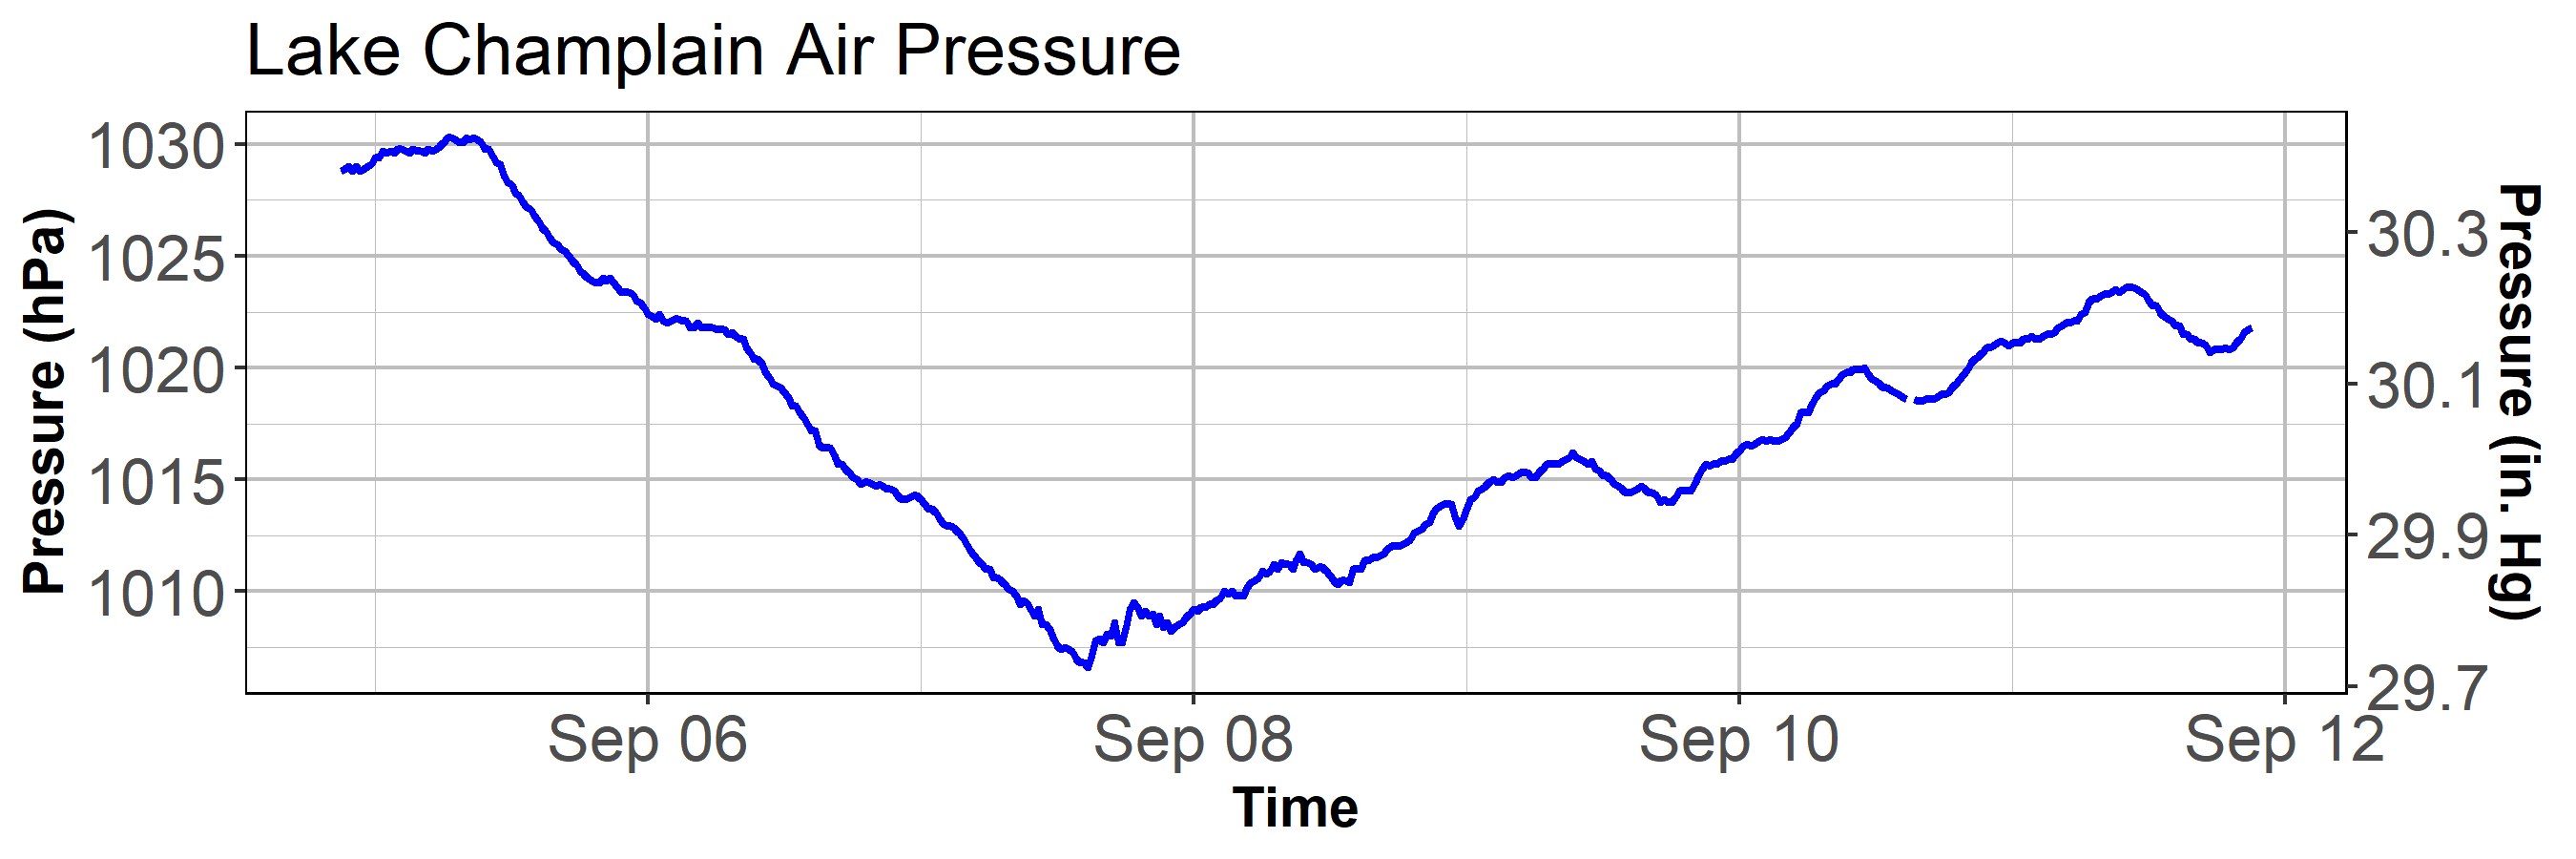 Lake Champlain Air Pressure
Pressure (hPa)
1030
1025
1020
1015
1010
30.3
30.1
29.9
29.7
Pressure (in. Hg)
Sep 06 Sep 08 Sep 10 Sep 12
Time